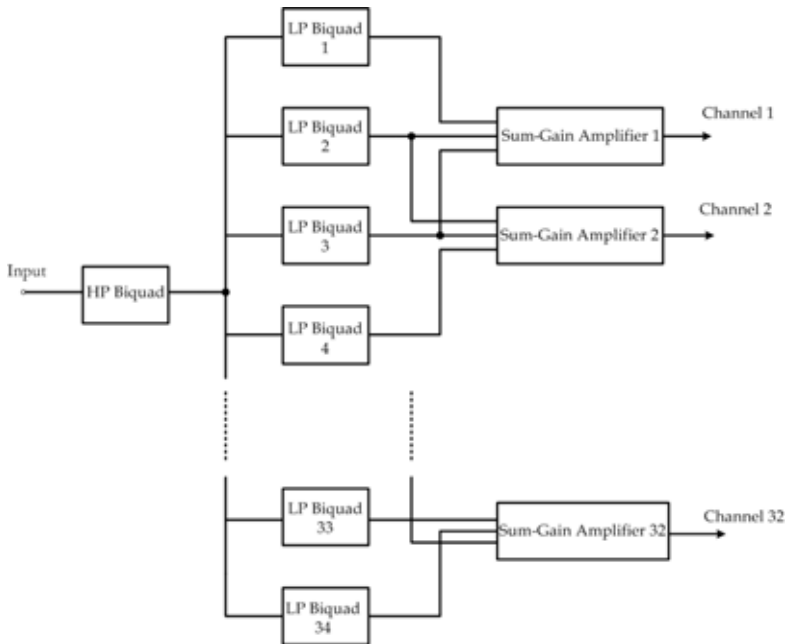 LP Biquad
1
Channel 1
LP Biquad
2
Sum-Gain Amplifier 1
Channel 2
LP Biquad
3
Sum-Gain Amplifier 2
Input
HP Biquad
LP Biquad
4
LP Biquad
33
Sum-Gain Amplifier 32
Channel 32
LP Biquad
34